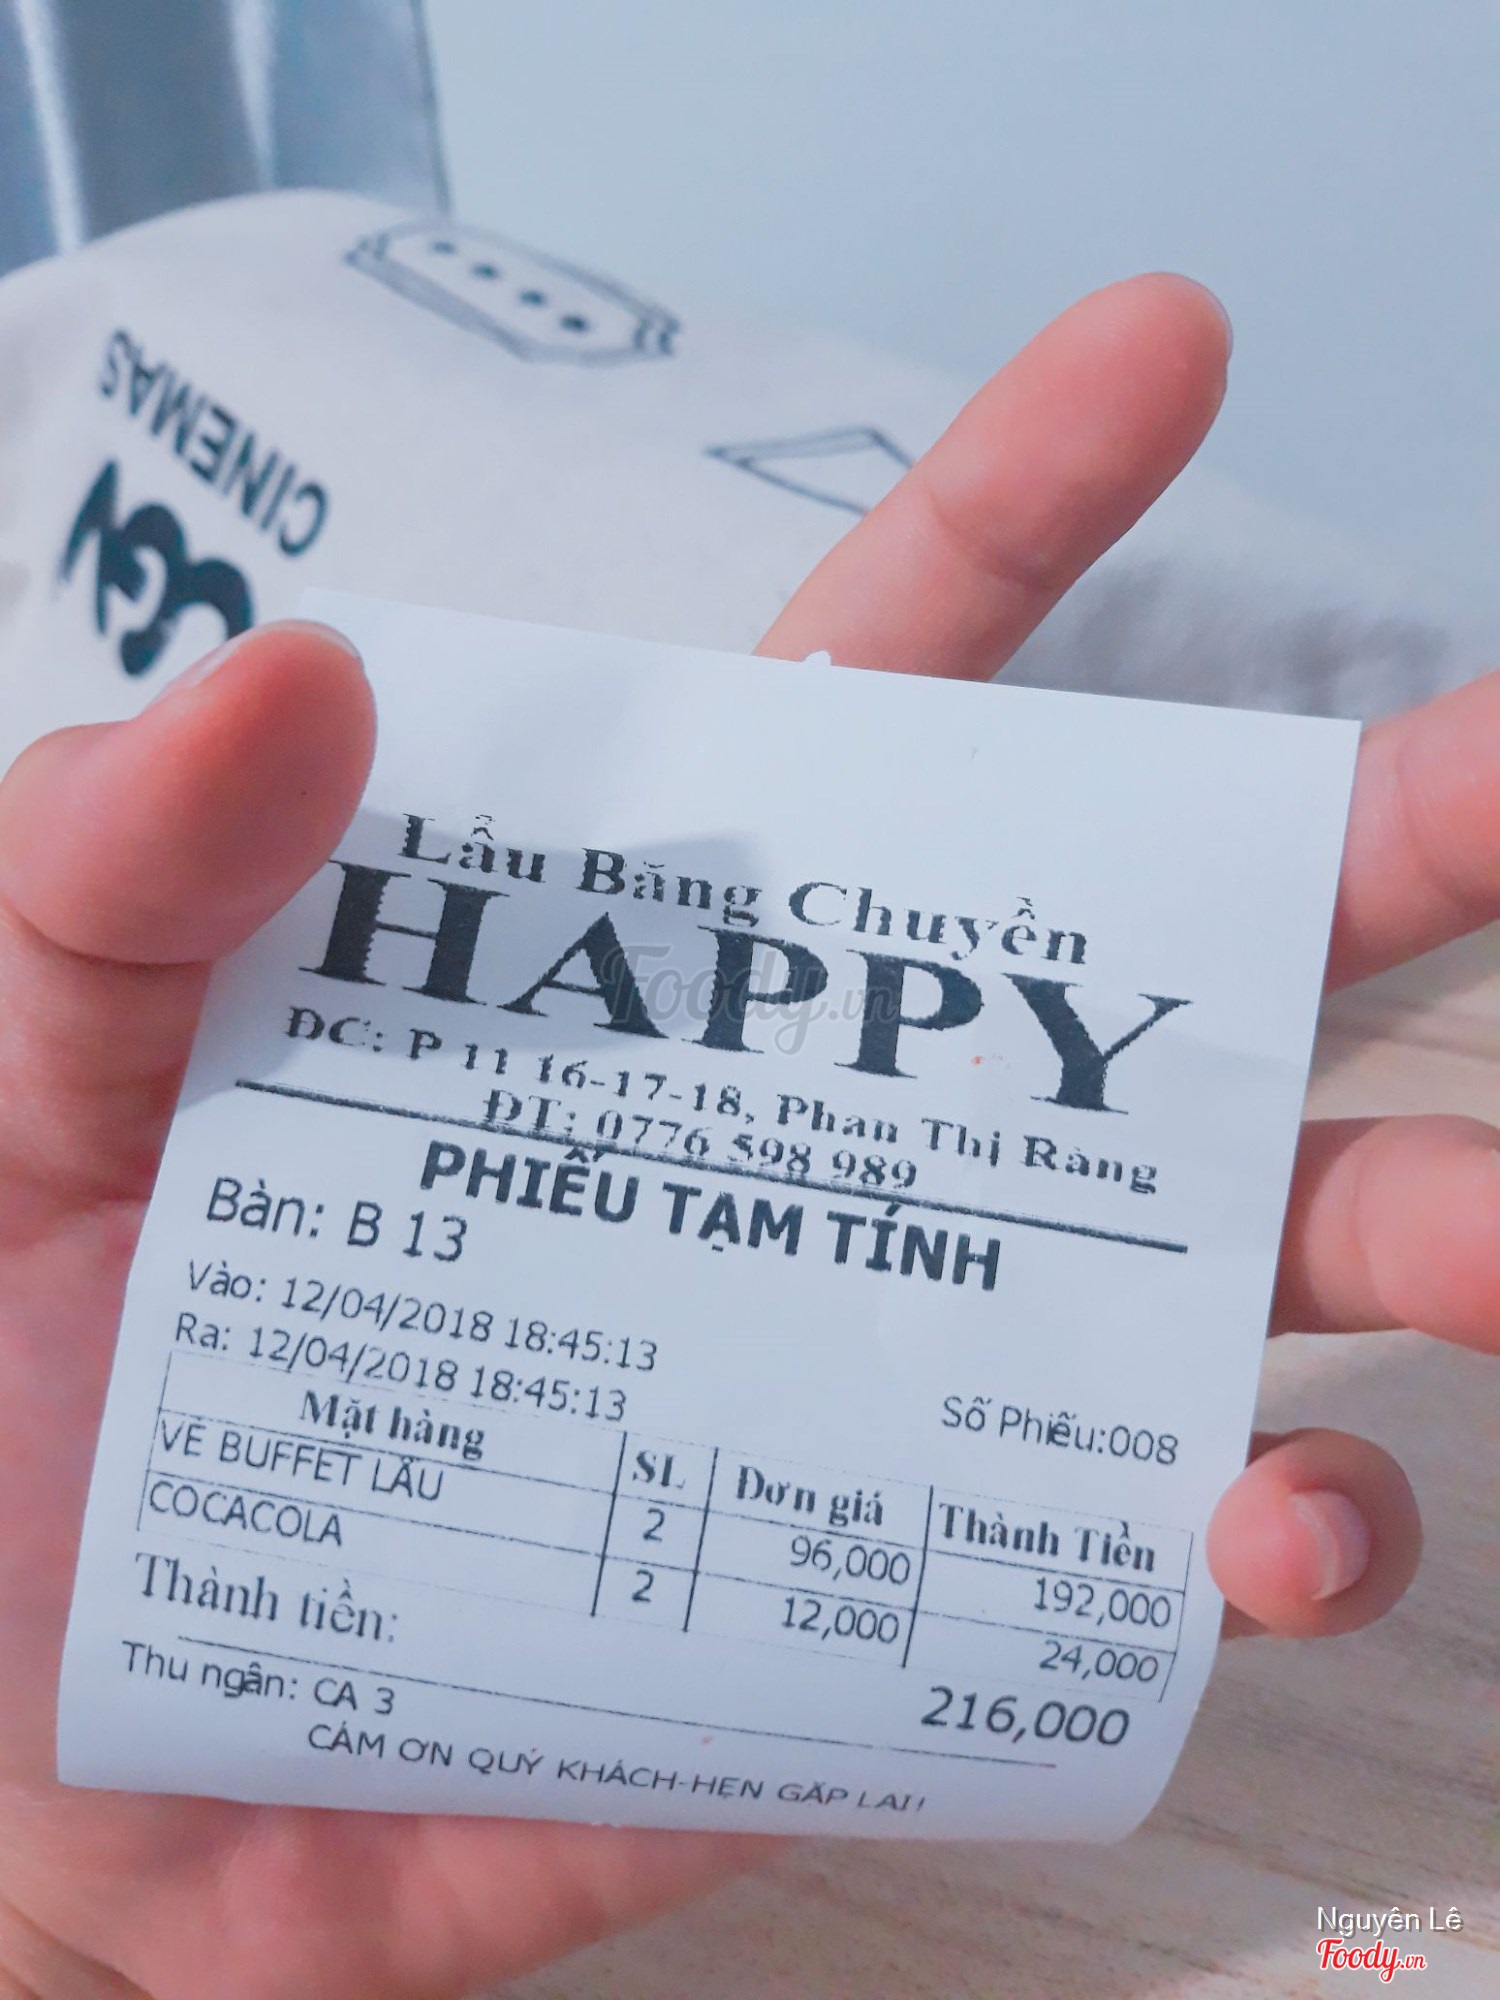 CINEMAS
Lẩu Băng Chuyền
HAPPY
ĐC: P 11 16-17-18, Phan Thị Ràng
ĐT: 0776 598 989
PHIẾU TẠM TÍNH
Bàn: B 13
Vào: 12/04/2018 18:45:13
Ra: 12/04/2018 18:45:13
Số Phiếu:008
Mặt hàng SL Đơn giá Thành Tiền
VÉ BUFFET LẨU 2 96,000 192,000
COCACOLA 2 12,000 24,000
Thành tiền: 216,000
Thu ngân: CA 3
CÁM ƠN QUÝ KHÁCH-HẸN GẶP LẠI!
Foody.vn
Nguyên Lê
Foody.vn